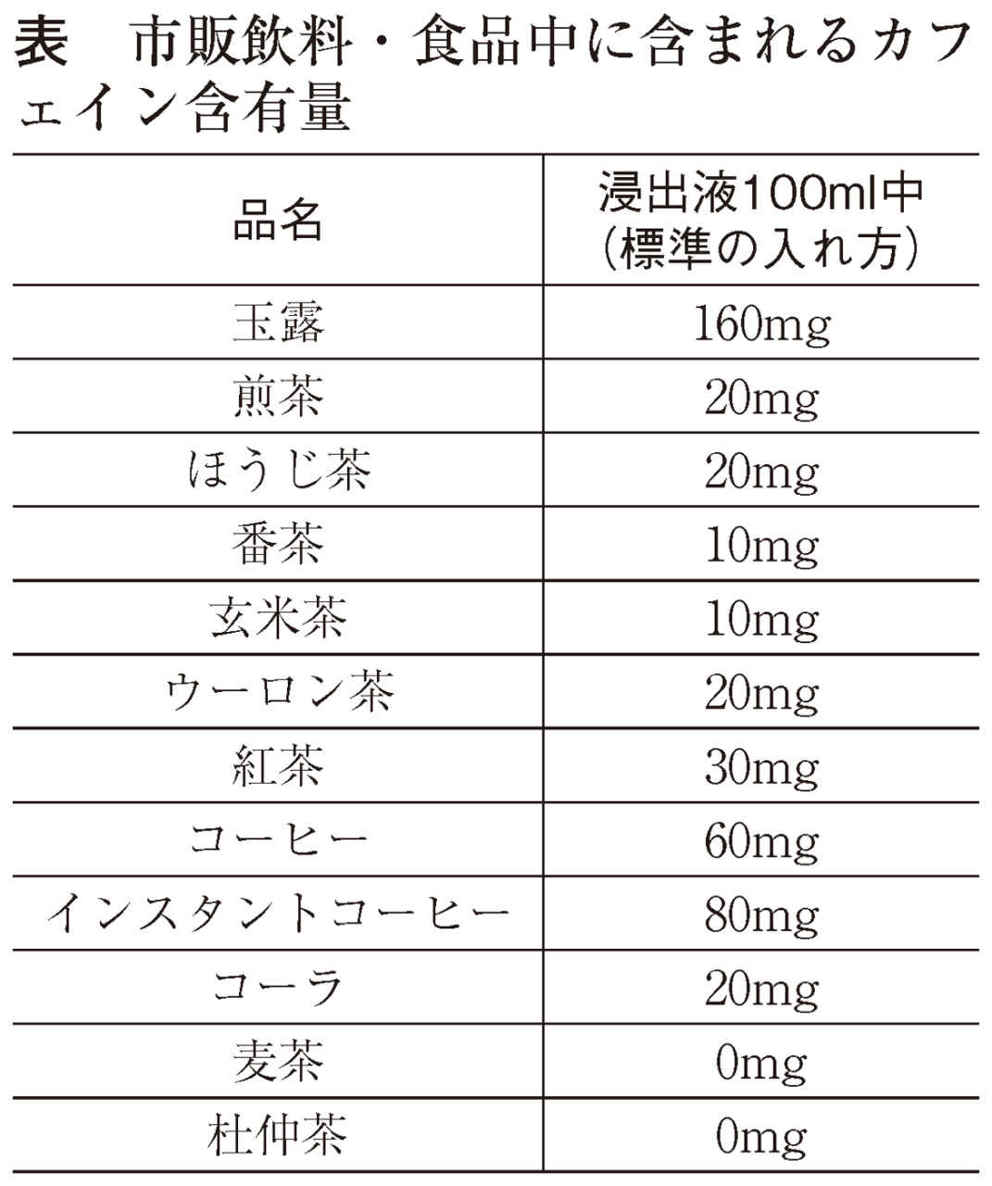 表 市販飲料・食品中に含まれるカフ
ェイン含有量
品名
浸出液100ml中
（標準の入れ方）
玉露 160mg
煎茶 20mg
ほうじ茶 20mg
番茶 10mg
玄米茶 10mg
ウーロン茶 20mg
紅茶 30mg
コーヒー 60mg
インスタントコーヒー 80mg
コーラ 20mg
麦茶 0mg
杜仲茶 0mg